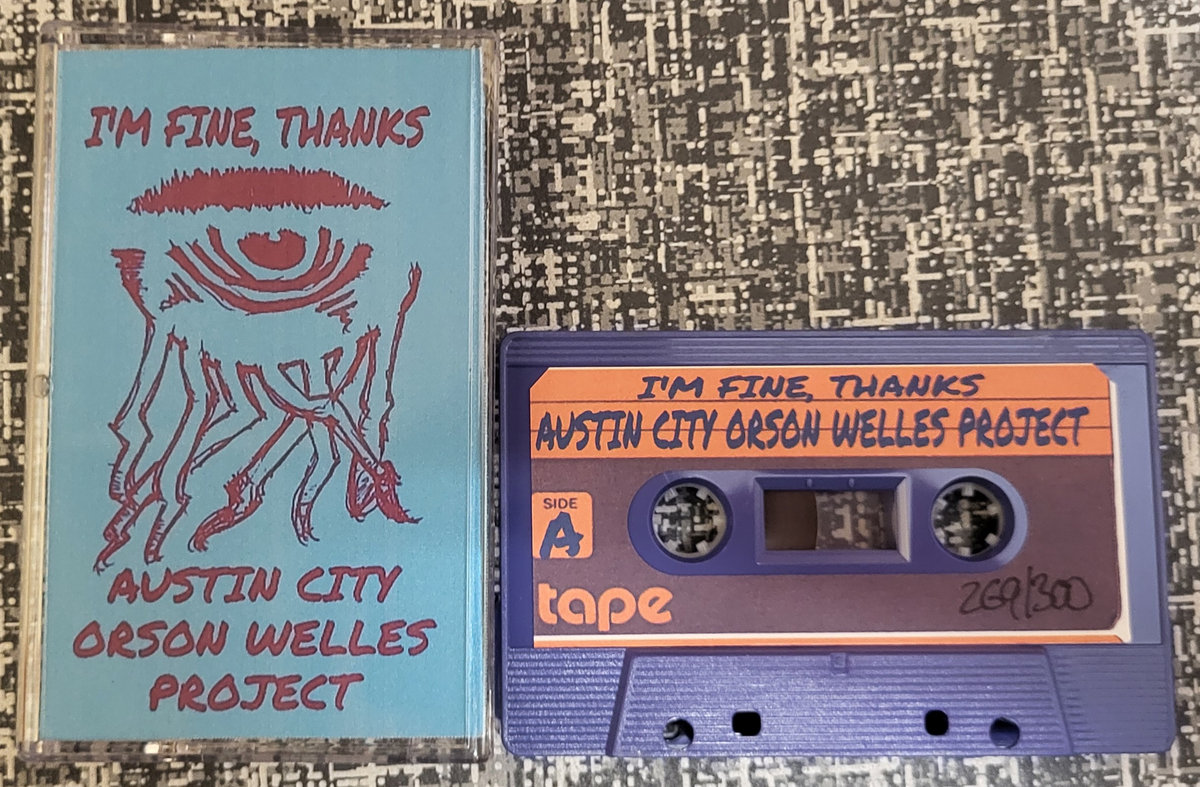 I'M FINE, THANKS
AUSTIN CITY
ORSON WELLES
PROJECT
I'M FINE, THANKS
AUSTIN CITY ORSON WELLES PROJECT
SIDE
A
tape
269/300